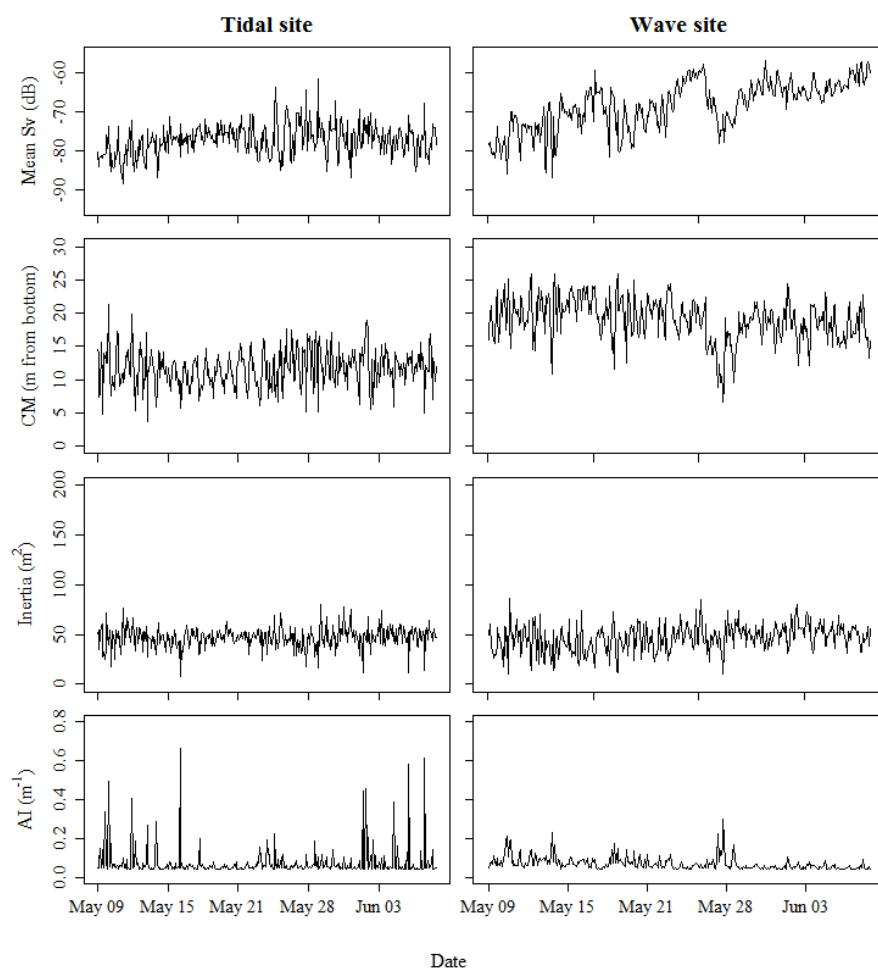 Tidal site
Wave site
Mean Sv (dB)
-60
-70
-80
-90
CM (m from bottom)
30
25
20
15
10
5
0
Inertia (m²)
200
150
100
50
0
AI (m⁻¹)
0.8
0.6
0.4
0.2
0.0
May 09 May 15 May 21 May 28 Jun 03
May 09 May 15 May 21 May 28 Jun 03
Date